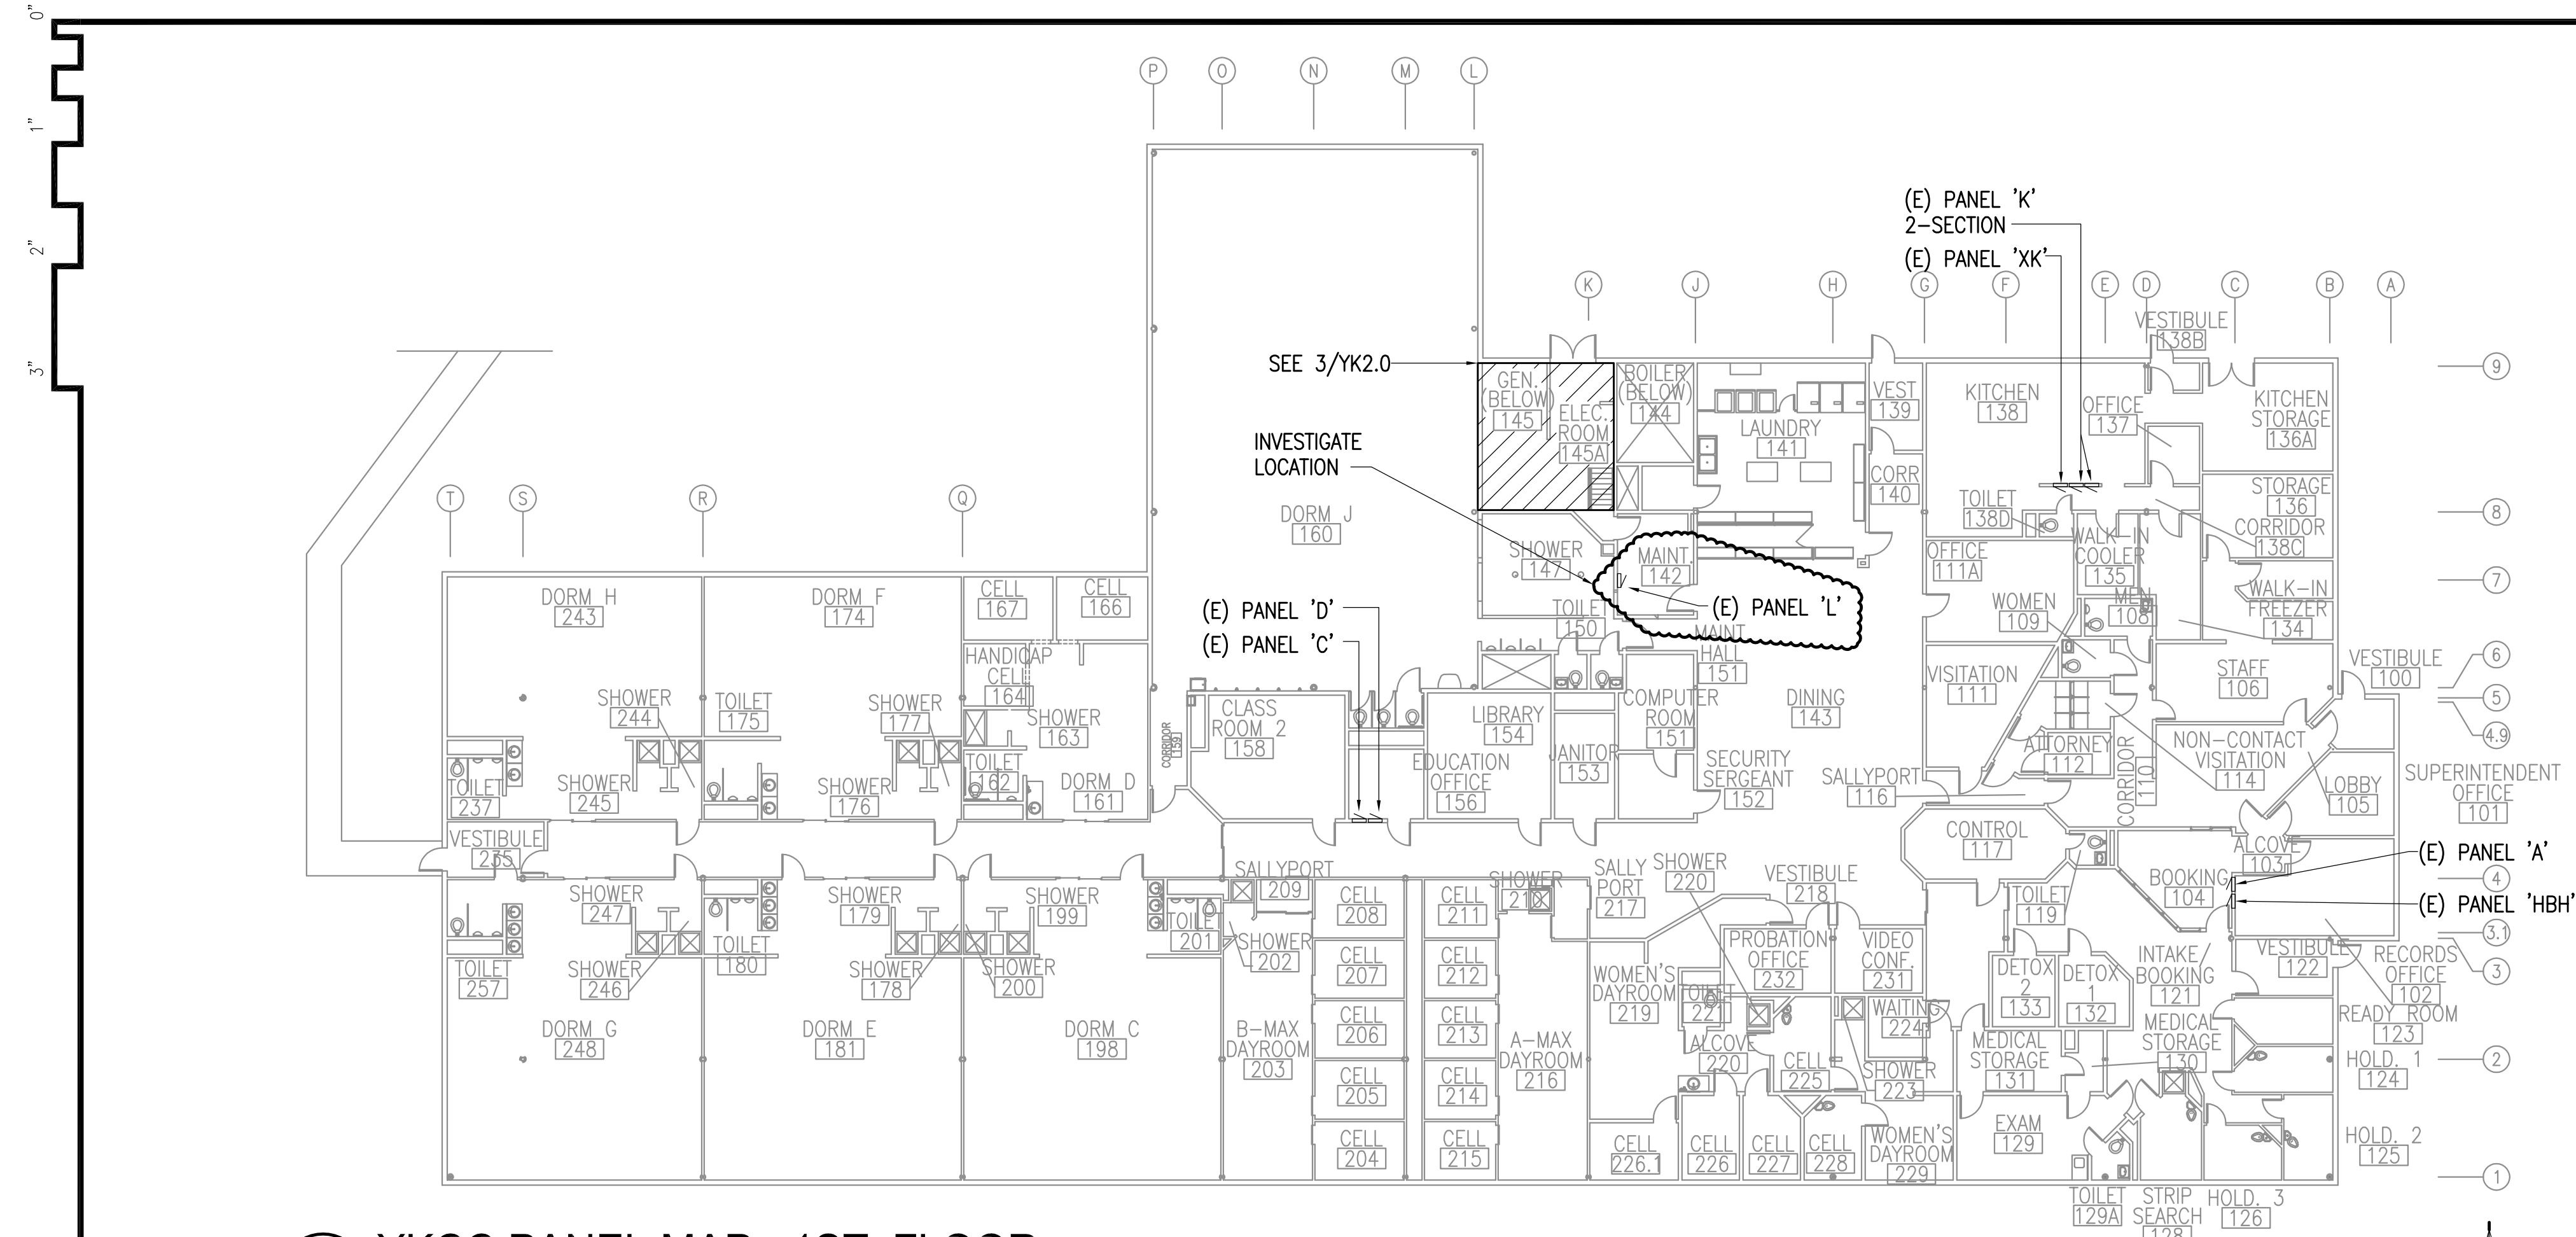 0"
1"
2"
3"
P O N M L
(E) PANEL 'K'
2-SECTION
(E) PANEL 'XK'
K J H G F E D C B A
VESTIBULE
138B
SEE 3/YK2.0
GEN.
(BELOW)
145
ELEC.
ROOM
145A
BOILER
(BELOW)
144
LAUNDRY
141
VEST
139
CORR
140
KITCHEN
138
OFFICE
137
KITCHEN
STORAGE
136A
9
INVESTIGATE
LOCATION
STORAGE
136
CORRIDOR
138C
TOILET
138D
8
T S R Q
DORM J
160
SHOWER
147
MAINT.
142
(E) PANEL 'L'
OFFICE
111A
WALK-IN
COOLER
135
WALK-IN
FREEZER
134
7
DORM H
243
DORM F
174
CELL
167
CELL
166
(E) PANEL 'D'
(E) PANEL 'C'
TOILET
150
MAINT.
HALL
151
WOMEN
109
MEN
108
HANDICAP
CELL
164
VISITATION
111
STAFF
106
VESTIBULE
100
6
5
4.9
SHOWER
244
TOILET
175
SHOWER
177
SHOWER
163
CORRIDOR
159
CLASS
ROOM 2
158
LIBRARY
154
COMPUTER
ROOM
151
DINING
143
ATTORNEY
112
CORRIDOR
110
NON-CONTACT
VISITATION
114
TOILET
237
SHOWER
245
SHOWER
176
TOILET
162
DORM D
161
EDUCATION
OFFICE
156
JANITOR
153
SECURITY
SERGEANT
152
SALLYPORT
116
LOBBY
105
SUPERINTENDENT
OFFICE
101
VESTIBULE
235
CONTROL
117
ALCOVE
103
(E) PANEL 'A'
4
(E) PANEL 'HBH'
3.1
3
SHOWER
247
SHOWER
179
SHOWER
199
SALLYPORT
209
CELL
208
CELL
211
SHOWER
SALLY
PORT
217
SHOWER
220
VESTIBULE
218
TOILET
119
BOOKING
104
TOILET
257
SHOWER
246
TOILET
180
SHOWER
178
SHOWER
200
TOILET
201
SHOWER
202
CELL
207
CELL
212
WOMEN'S
DAYROOM
219
TOILET
221
PROBATION
OFFICE
232
VIDEO
CONF.
231
DETOX
2
133
DETOX
1
132
INTAKE/
BOOKING
121
VESTIBULE
122
RECORDS
OFFICE
102
READY ROOM
123
DORM G
248
DORM E
181
DORM C
198
B-MAX
DAYROOM
203
CELL
206
CELL
213
A-MAX
DAYROOM
216
ALCOVE
220
WAITING
224
MEDICAL
STORAGE
131
MEDICAL
STORAGE
130
HOLD. 1
124
2
CELL
205
CELL
214
CELL
225
SHOWER
223
CELL
204
CELL
215
CELL
226.1
CELL
226
CELL
227
CELL
228
WOMEN'S
DAYROOM
229
EXAM
129
HOLD. 2
125
1
TOILET
129A
STRIP
SEARCH
128
HOLD. 3
126
YKCC PANEL MAP - 1ST. FLOOR